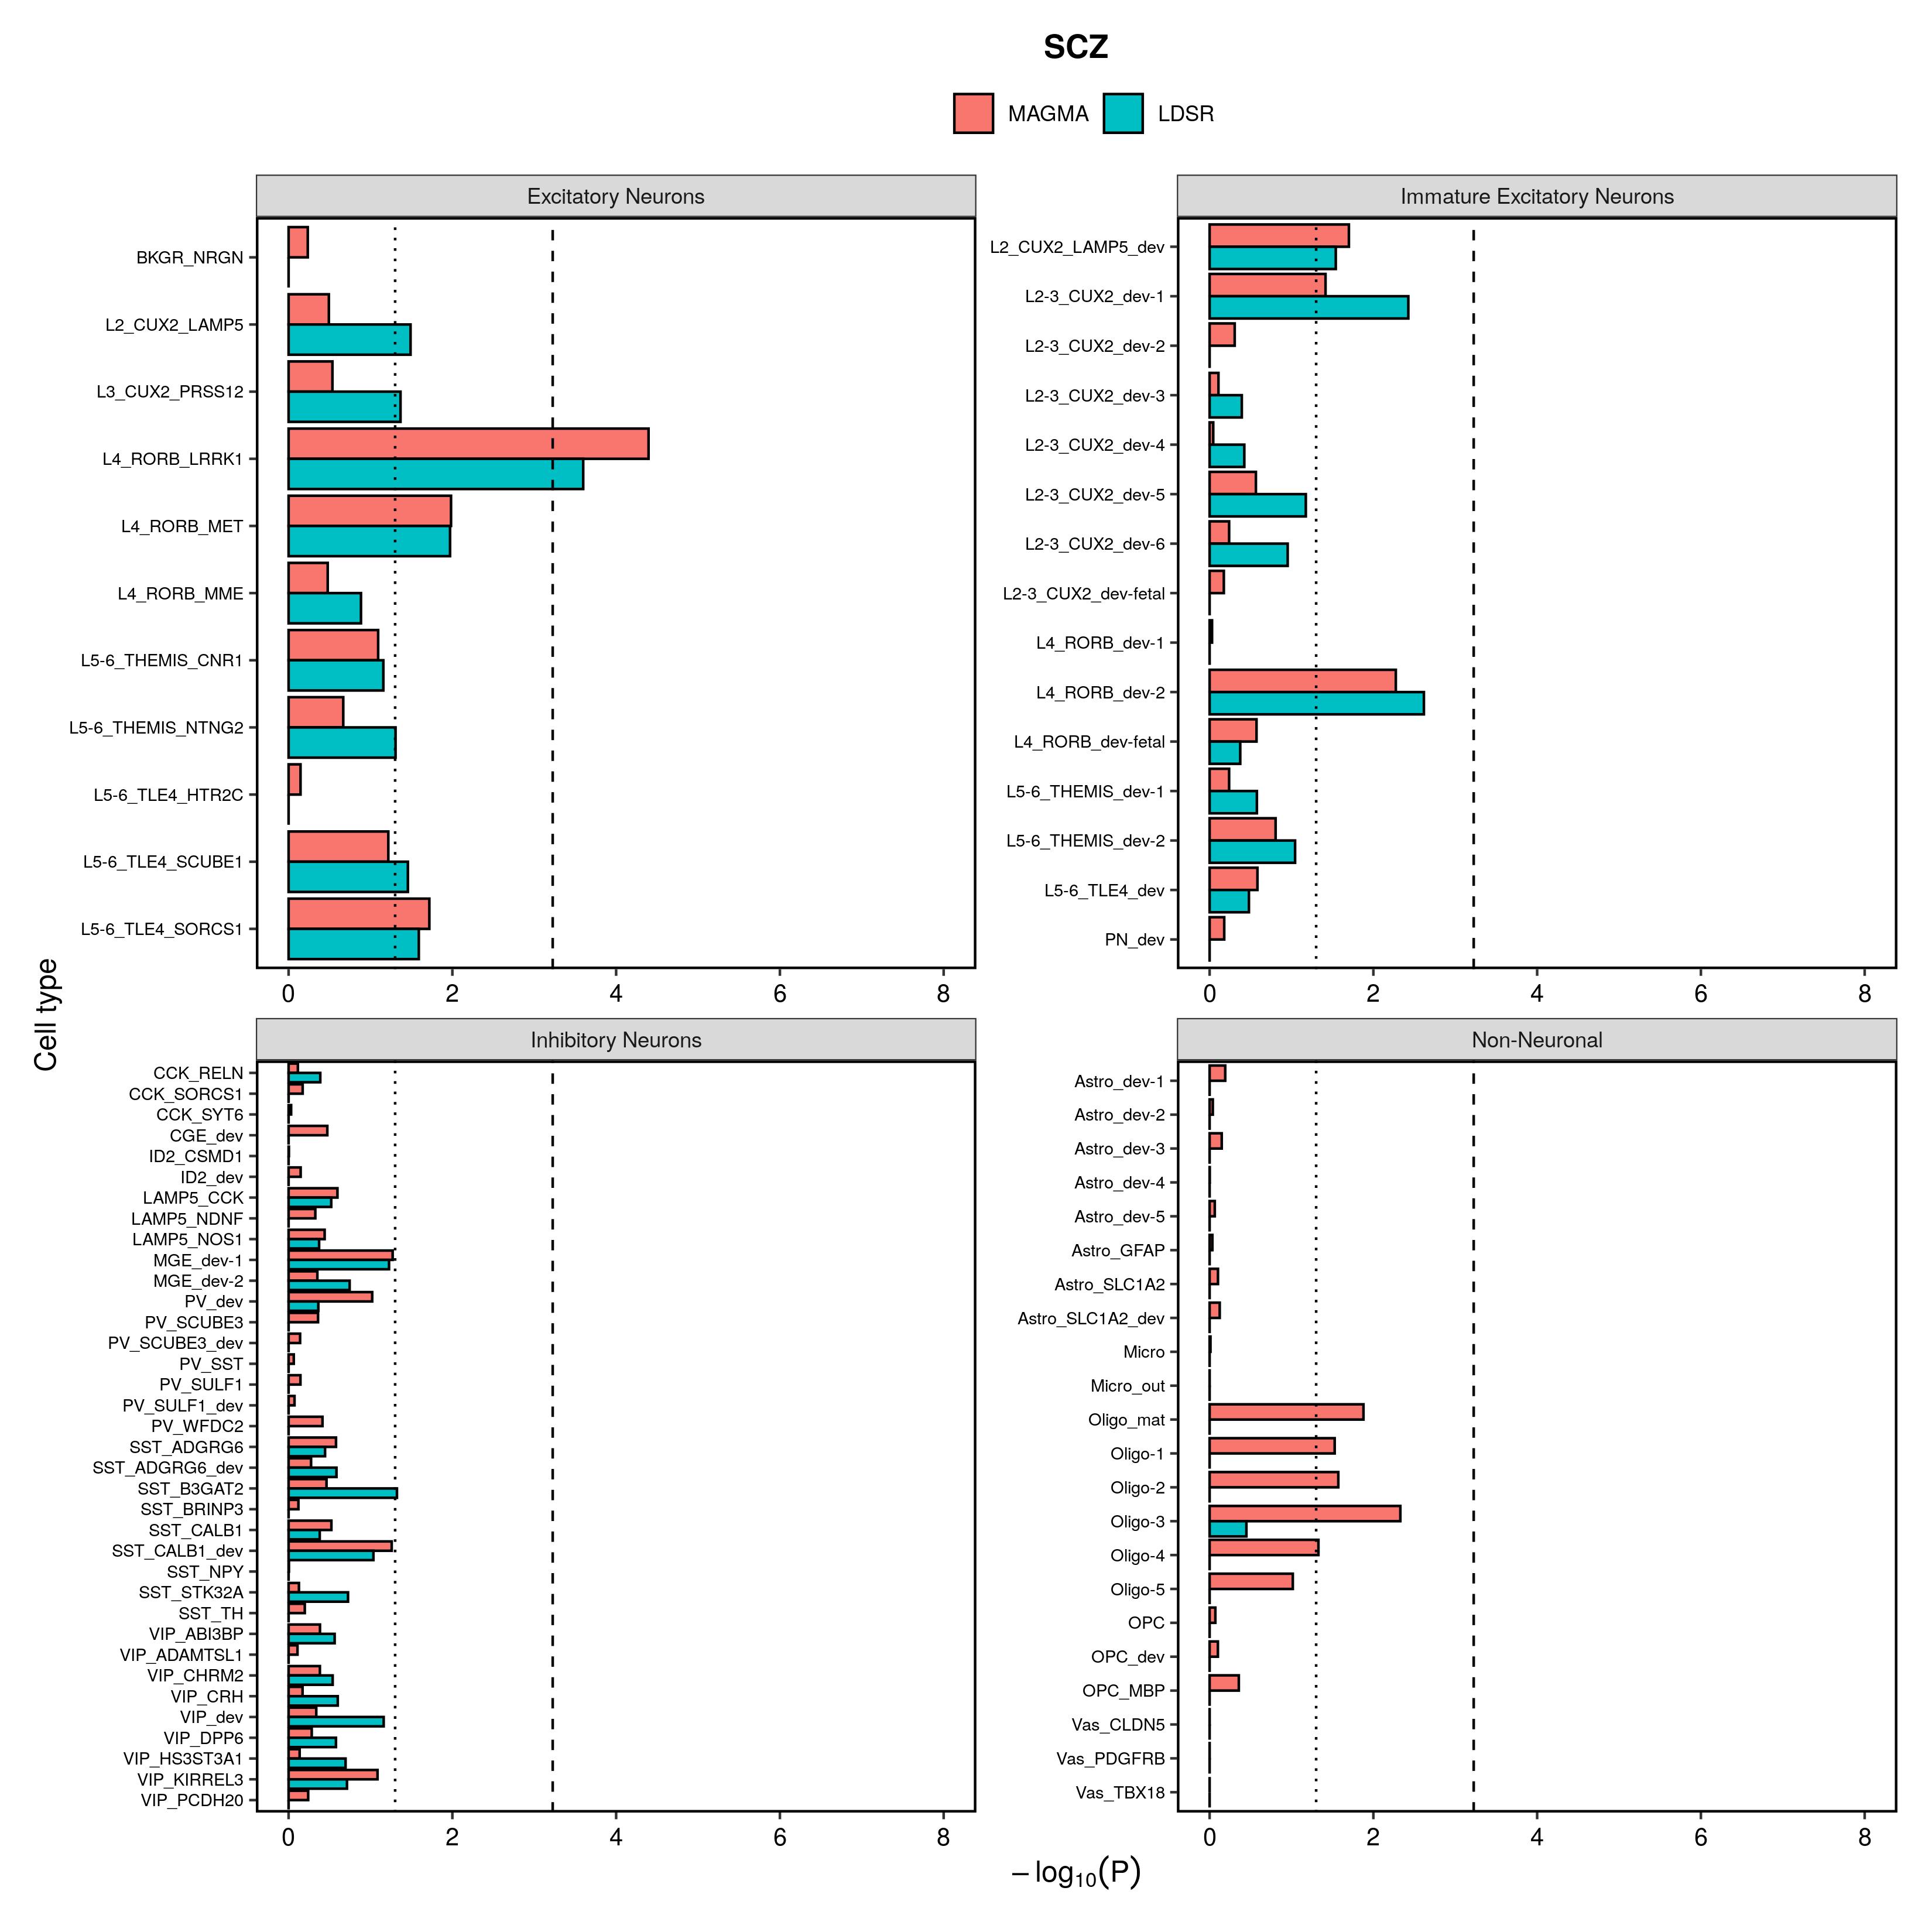 SCZ
MAGMA LDSR
Excitatory Neurons
BKGR_NRGN
L2_CUX2_LAMP5
L3_CUX2_PRSS12
L4_RORB_LRRK1
L4_RORB_MET
L4_RORB_MME
L5-6_THEMIS_CNR1
L5-6_THEMIS_NTNG2
L5-6_TLE4_HTR2C
L5-6_TLE4_SCUBE1
L5-6_TLE4_SORCS1
0 2 4 6 8
Immature Excitatory Neurons
L2_CUX2_LAMP5_dev
L2-3_CUX2_dev-1
L2-3_CUX2_dev-2
L2-3_CUX2_dev-3
L2-3_CUX2_dev-4
L2-3_CUX2_dev-5
L2-3_CUX2_dev-6
L2-3_CUX2_dev-fetal
L4_RORB_dev-1
L4_RORB_dev-2
L4_RORB_dev-fetal
L5-6_THEMIS_dev-1
L5-6_THEMIS_dev-2
L5-6_TLE4_dev
PN_dev
0 2 4 6 8
Cell type
Inhibitory Neurons
CCK_RELN
CCK_SORCS1
CCK_SYT6
CGE_dev
ID2_CSMD1
ID2_dev
LAMP5_CCK
LAMP5_NDNF
LAMP5_NOS1
MGE_dev-1
MGE_dev-2
PV_dev
PV_SCUBE3
PV_SCUBE3_dev
PV_SST
PV_SULF1
PV_SULF1_dev
PV_WFDC2
SST_ADGRG6
SST_ADGRG6_dev
SST_B3GAT2
SST_BRINP3
SST_CALB1
SST_CALB1_dev
SST_NPY
SST_STK32A
SST_TH
VIP_ABI3BP
VIP_ADAMTSL1
VIP_CHRM2
VIP_CRH
VIP_dev
VIP_DPP6
VIP_HS3ST3A1
VIP_KIRREL3
VIP_PCDH20
0 2 4 6 8
Non-Neuronal
Astro_dev-1
Astro_dev-2
Astro_dev-3
Astro_dev-4
Astro_dev-5
Astro_GFAP
Astro_SLC1A2
Astro_SLC1A2_dev
Micro
Micro_out
Oligo_mat
Oligo-1
Oligo-2
Oligo-3
Oligo-4
Oligo-5
OPC
OPC_dev
OPC_MBP
Vas_CLDN5
Vas_PDGFRB
Vas_TBX18
0 2 4 6 8
−log₁₀(P)